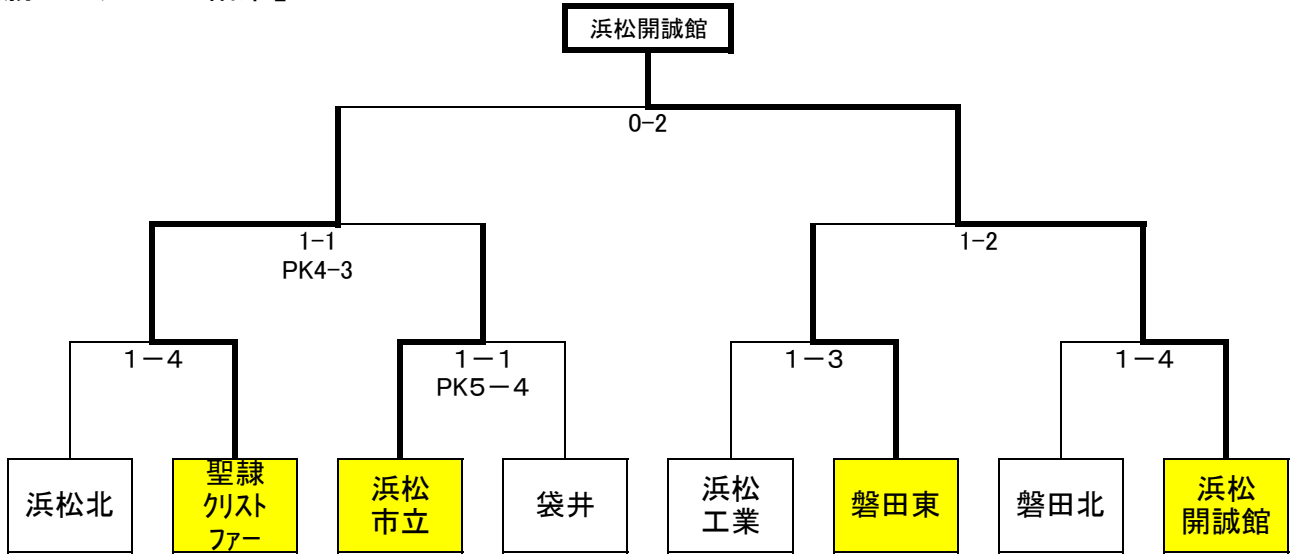 浜松開誠館
0-2
1-1
PK4-3
1-2
1-4
1-1
PK5-4
1-3
1-4
浜松北
聖隷
クリスト
ファー
浜松
市立
袋井
浜松
工業
磐田東
磐田北
浜松
開誠館